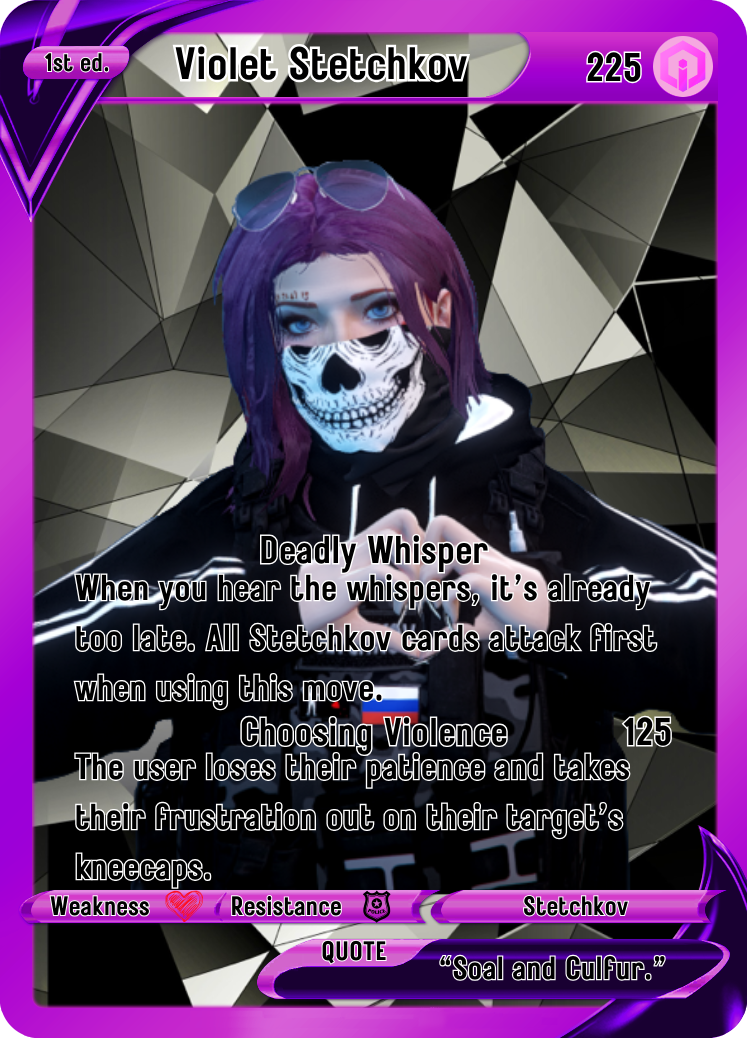 1st ed.
Violet Stetchkov
225
Deadly Whisper
When you hear the whispers, it's already
too late. All Stetchkov cards attack first
when using this move.
Choosing Violence 125
The user loses their patience and takes
their frustration out on their target's
kneecaps.
Weakness
Resistance
POLICE
Stetchkov
QUOTE
"Soal and Culfur."